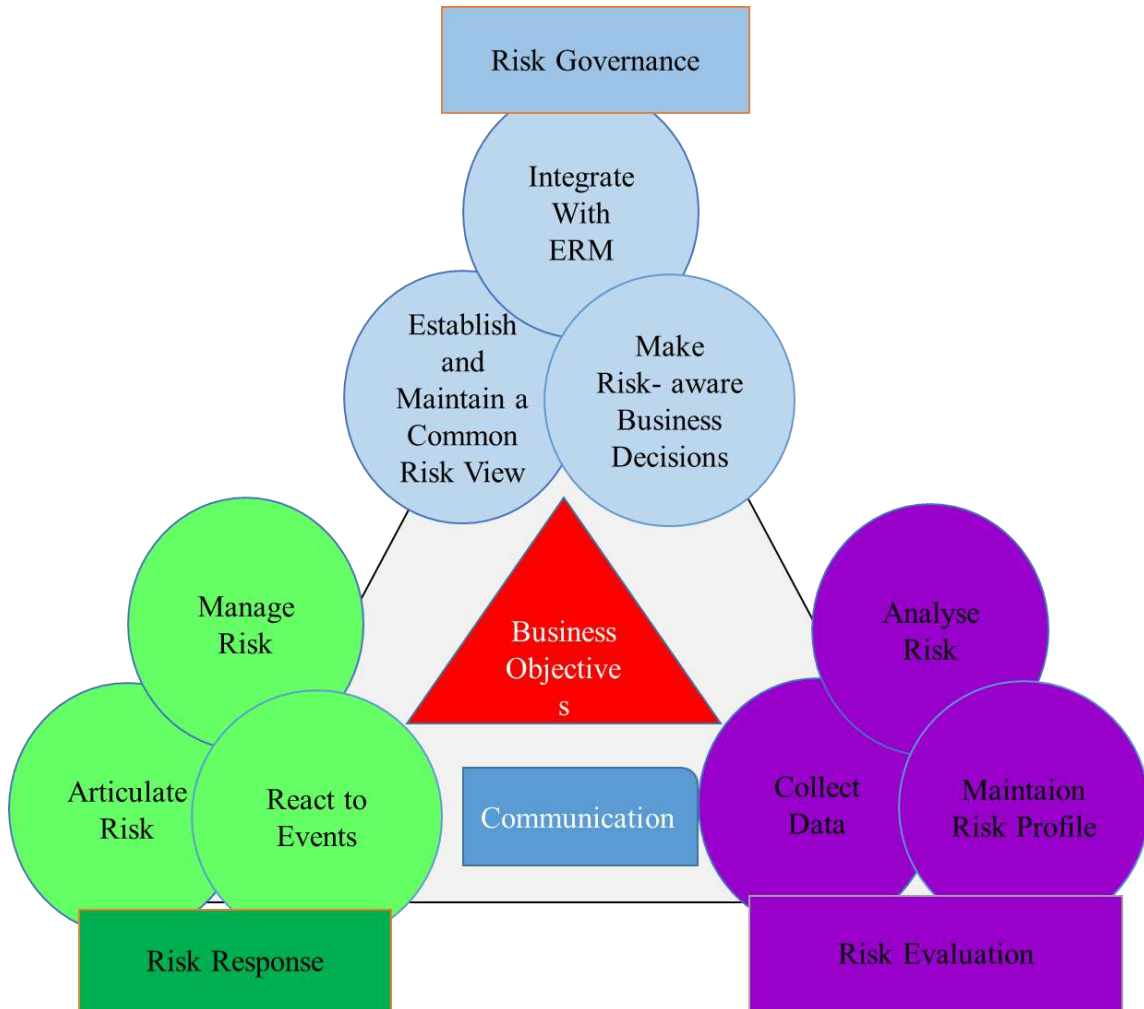 Risk Governance
Integrate
With
ERM
Establish
and
Maintain a
Common
Risk View
Make
Risk- aware
Business
Decisions
Manage
Risk
Articulate
Risk
React to
Events
Business
Objective
s
Communication
Analyse
Risk
Collect
Data
Maintaion
Risk Profile
Risk Response
Risk Evaluation